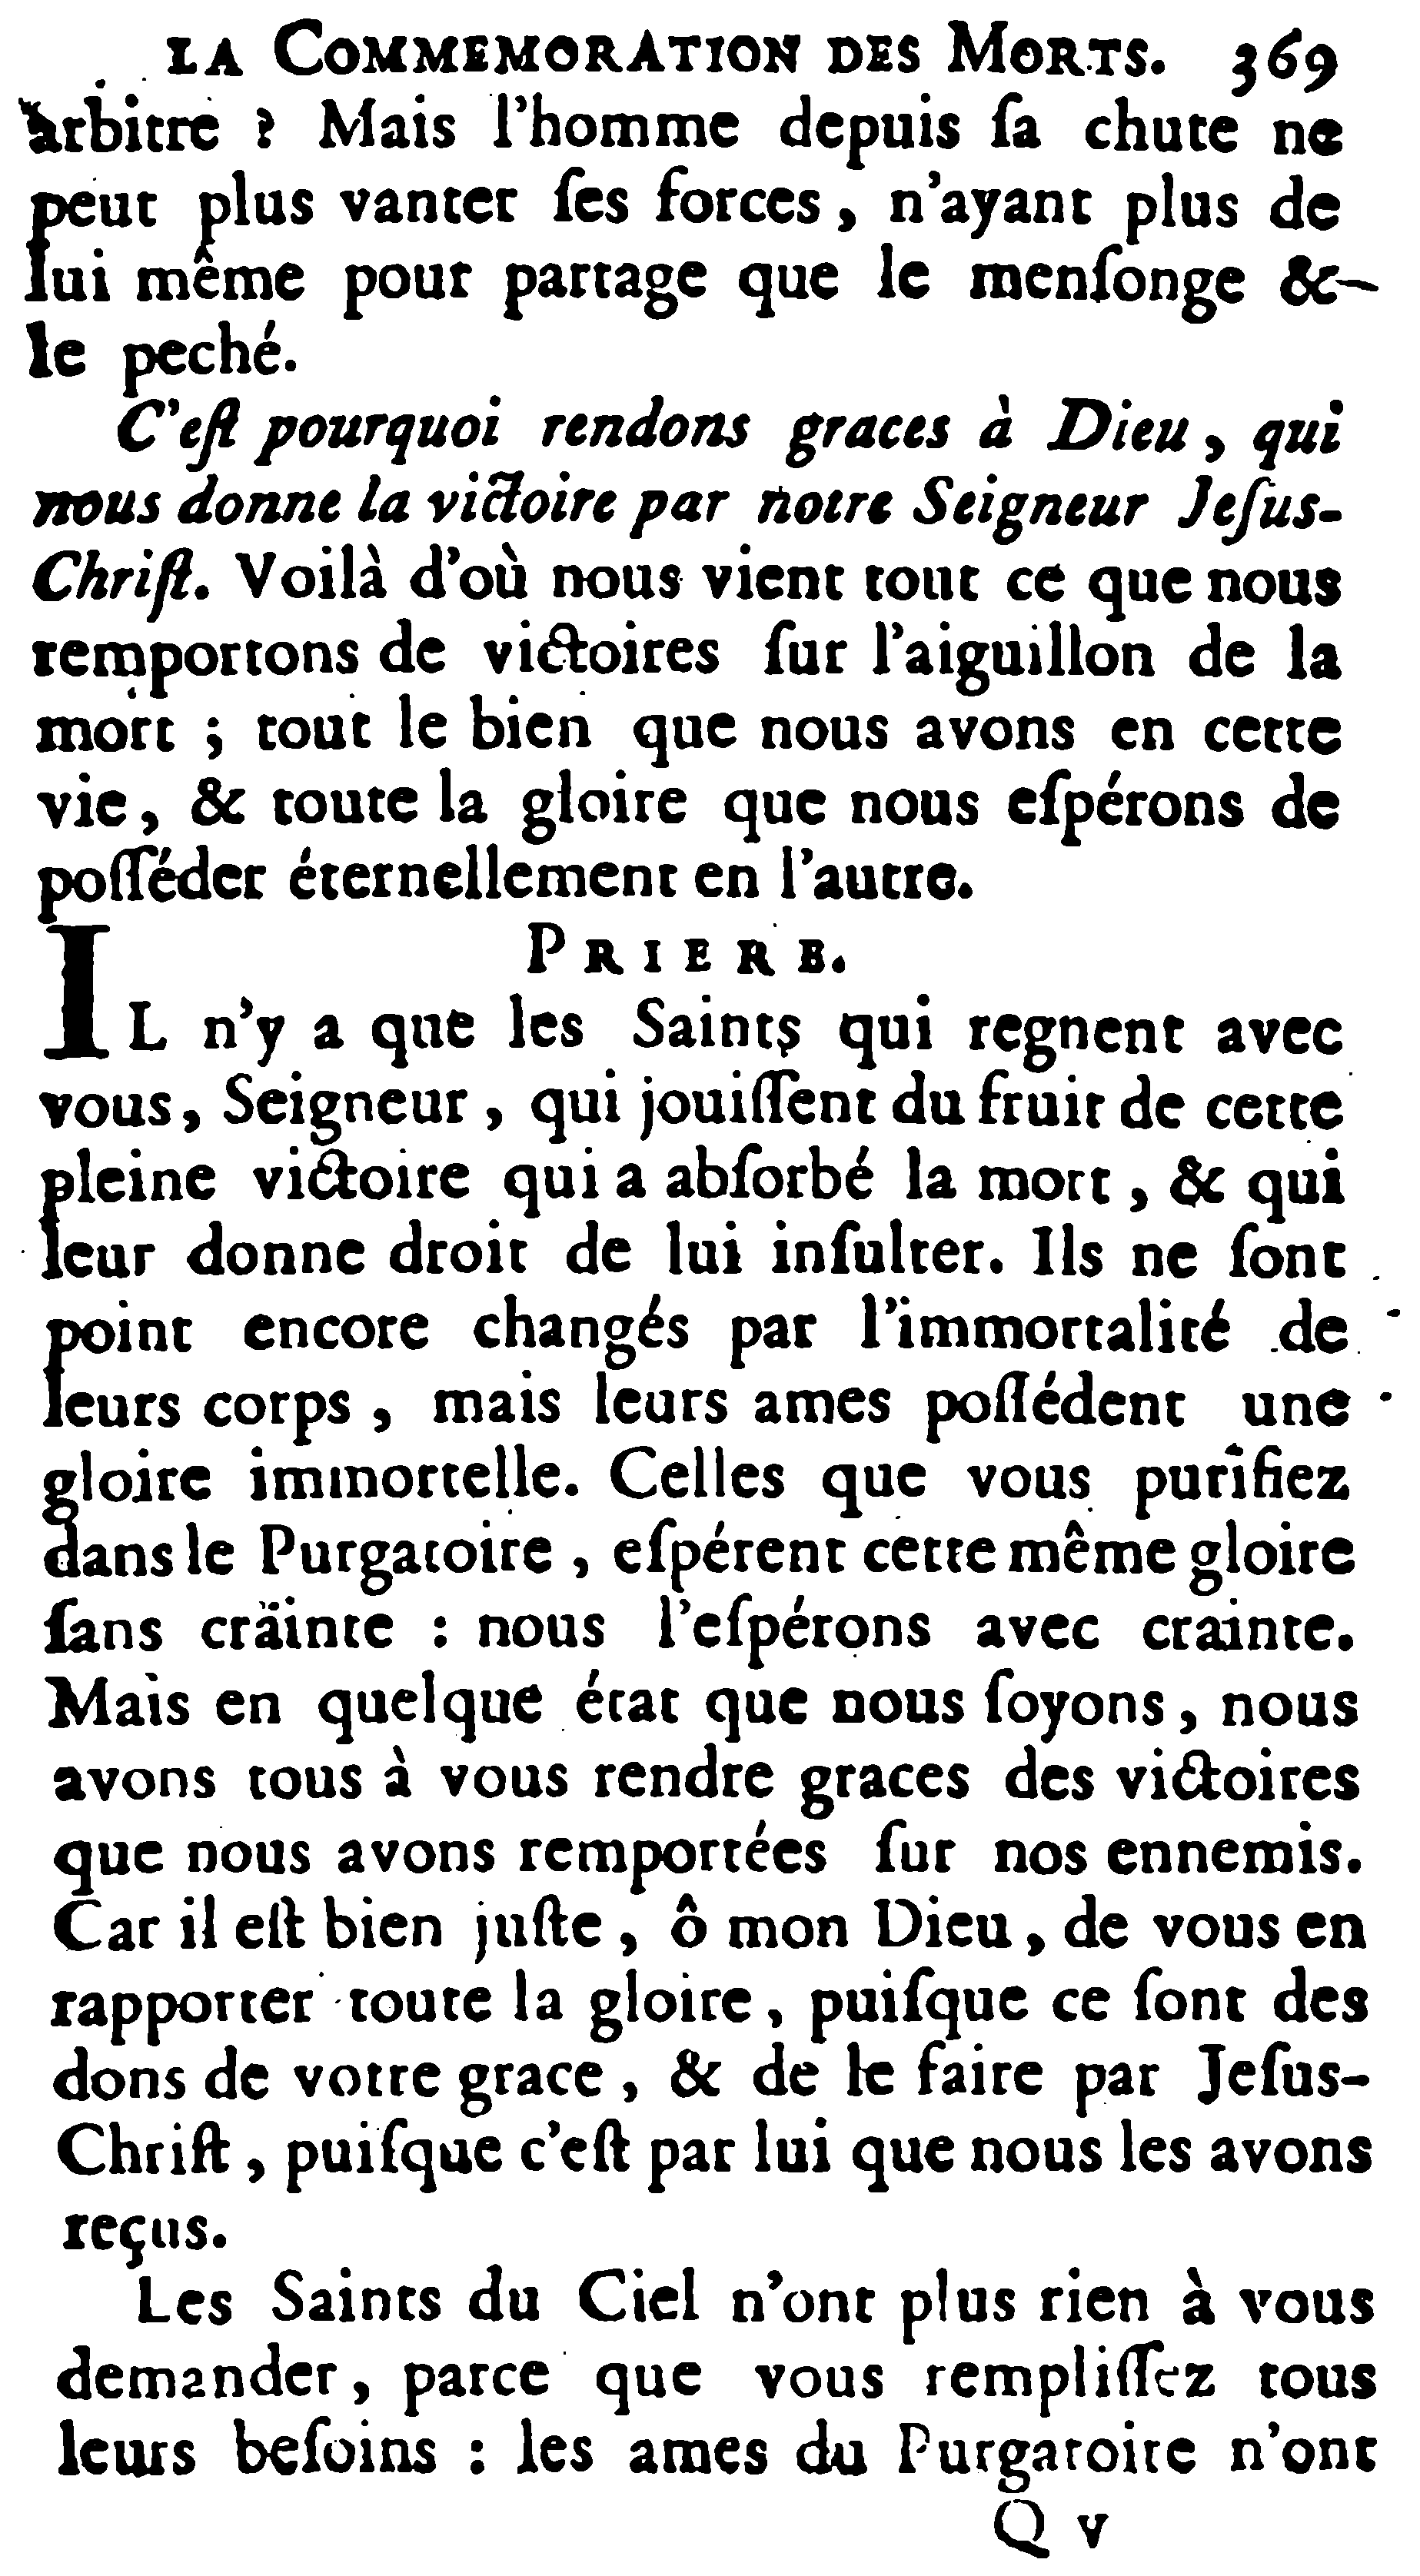 LA COMMEMORATION DES MORTS. 369
arbitre ? Mais l'homme depuis ſa chute ne
peut plus vanter ſes forces, n'ayant plus de
lui même pour partage que le menſonge &
le peché.
C'eſt pourquoi rendons graces à Dieu, qui
nous donne la victoire par notre Seigneur Jeſus-
Chriſt. Voilà d'où nous vient tout ce que nous
remportons de victoires ſur l'aiguillon de la
mort ; tout le bien que nous avons en cette
vie, & toute la gloire que nous eſpérons de
poſſéder éternellement en l'autre.
PRIERE.
IL n'y a que les Saints qui regnent avec
vous, Seigneur, qui jouiſſent du fruit de cette
pleine victoire qui a abſorbé la mort, & qui
leur donne droit de lui inſulter. Ils ne ſont
point encore changés par l'immortalité de
leurs corps, mais leurs ames poſſédent une
gloire immortelle. Celles que vous purifiez
dans le Purgatoire, eſpérent cette même gloire
ſans crainte : nous l'eſpérons avec crainte.
Mais en quelque état que nous ſoyons, nous
avons tous à vous rendre graces des victoires
que nous avons remportées ſur nos ennemis.
Car il eſt bien juſte, ô mon Dieu, de vous en
rapporter toute la gloire, puiſque ce ſont des
dons de votre grace, & de le faire par Jeſus-
Chriſt, puiſque c'eſt par lui que nous les avons
reçus.
Les Saints du Ciel n'ont plus rien à vous
demander, parce que vous rempliſſez tous
leurs beſoins : les ames du Purgatoire n'ont
Q v